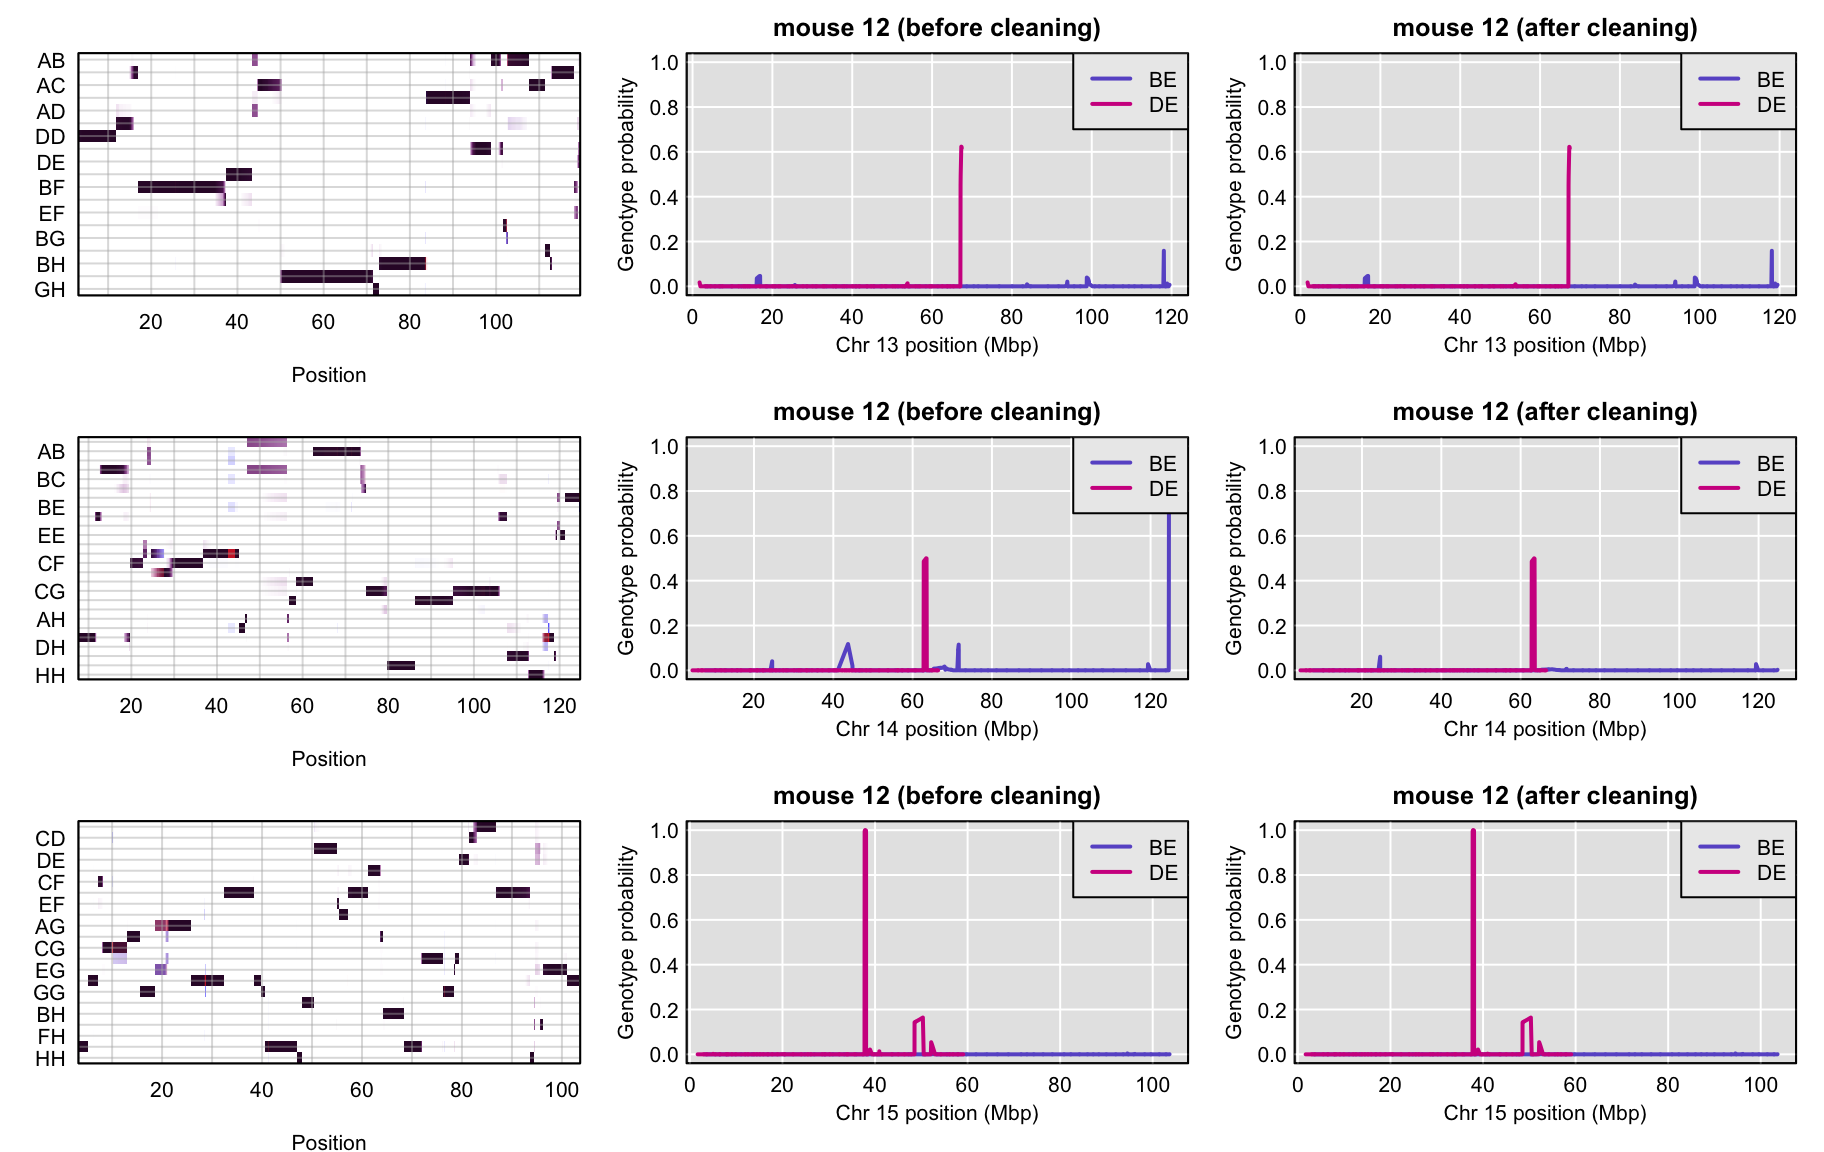 AB
AC
AD
DD
DE
BF
EF
BG
BH
GH
20 40 60 80 100
Position
mouse 12 (before cleaning)
1.0
0.8
0.6
0.4
0.2
0.0
Genotype probability
BE
DE
0 20 40 60 80 100 120
Chr 13 position (Mbp)
mouse 12 (after cleaning)
1.0
0.8
0.6
0.4
0.2
0.0
Genotype probability
BE
DE
0 20 40 60 80 100 120
Chr 13 position (Mbp)
AB
BC
BE
EE
CF
CG
AH
DH
HH
20 40 60 80 100 120
Position
mouse 12 (before cleaning)
1.0
0.8
0.6
0.4
0.2
0.0
Genotype probability
BE
DE
20 40 60 80 100 120
Chr 14 position (Mbp)
mouse 12 (after cleaning)
1.0
0.8
0.6
0.4
0.2
0.0
Genotype probability
BE
DE
20 40 60 80 100 120
Chr 14 position (Mbp)
CD
DE
CF
EF
AG
CG
EG
GG
BH
FH
HH
20 40 60 80 100
Position
mouse 12 (before cleaning)
1.0
0.8
0.6
0.4
0.2
0.0
Genotype probability
BE
DE
0 20 40 60 80 100
Chr 15 position (Mbp)
mouse 12 (after cleaning)
1.0
0.8
0.6
0.4
0.2
0.0
Genotype probability
BE
DE
0 20 40 60 80 100
Chr 15 position (Mbp)